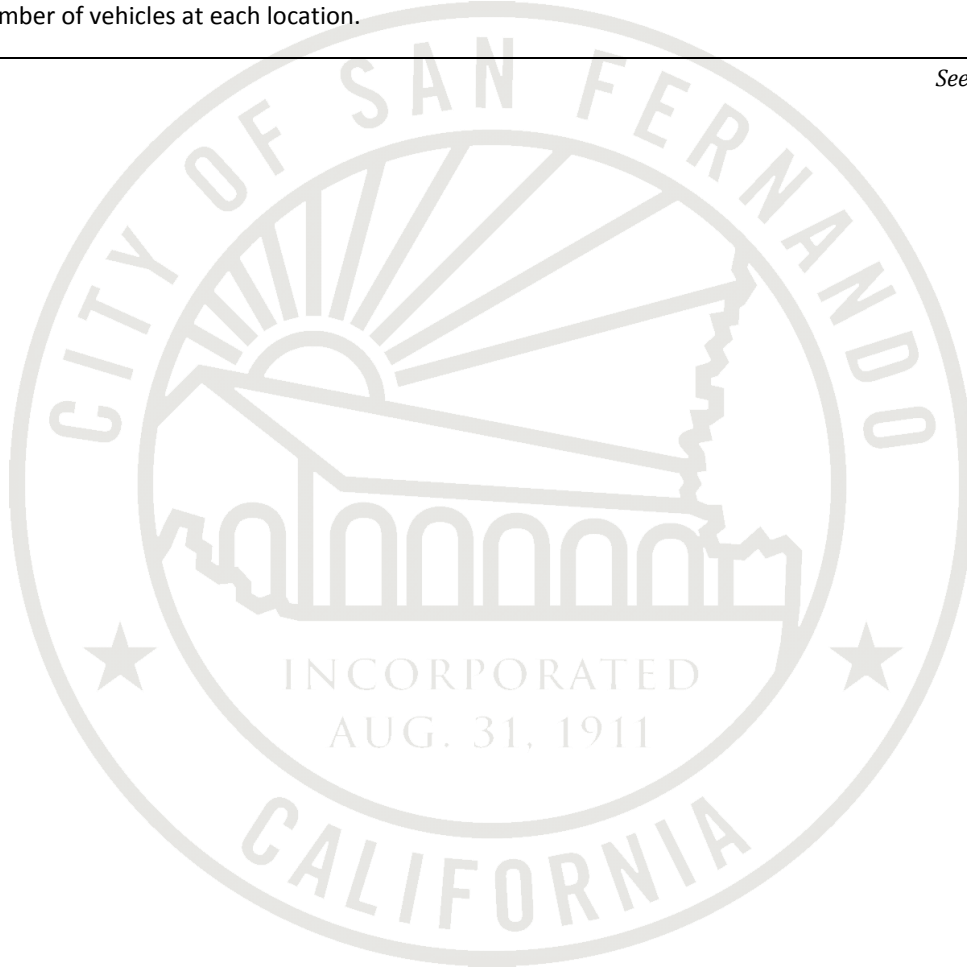 mber of vehicles at each location.
See
CITY OF SAN FERNANDO
INCORPORATED
AUG. 31, 1911
CALIFORNIA